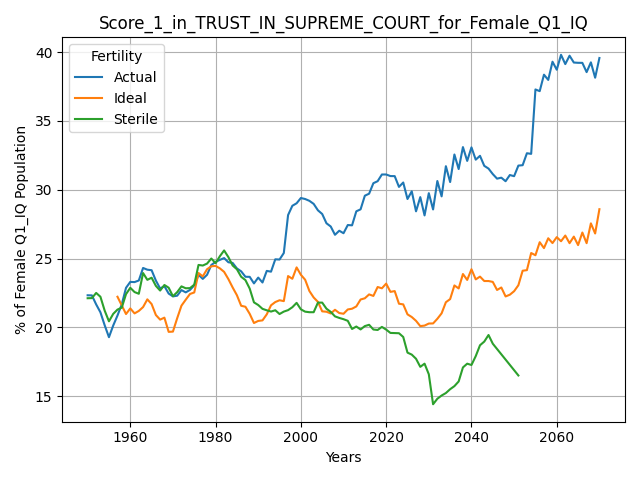 Score_1_in_TRUST_IN_SUPREME_COURT_for_Female_Q1_IQ
Fertility
Actual
Ideal
Sterile
% of Female Q1_IQ Population
40
35
30
25
20
15
1960 1980 2000 2020 2040 2060
Years